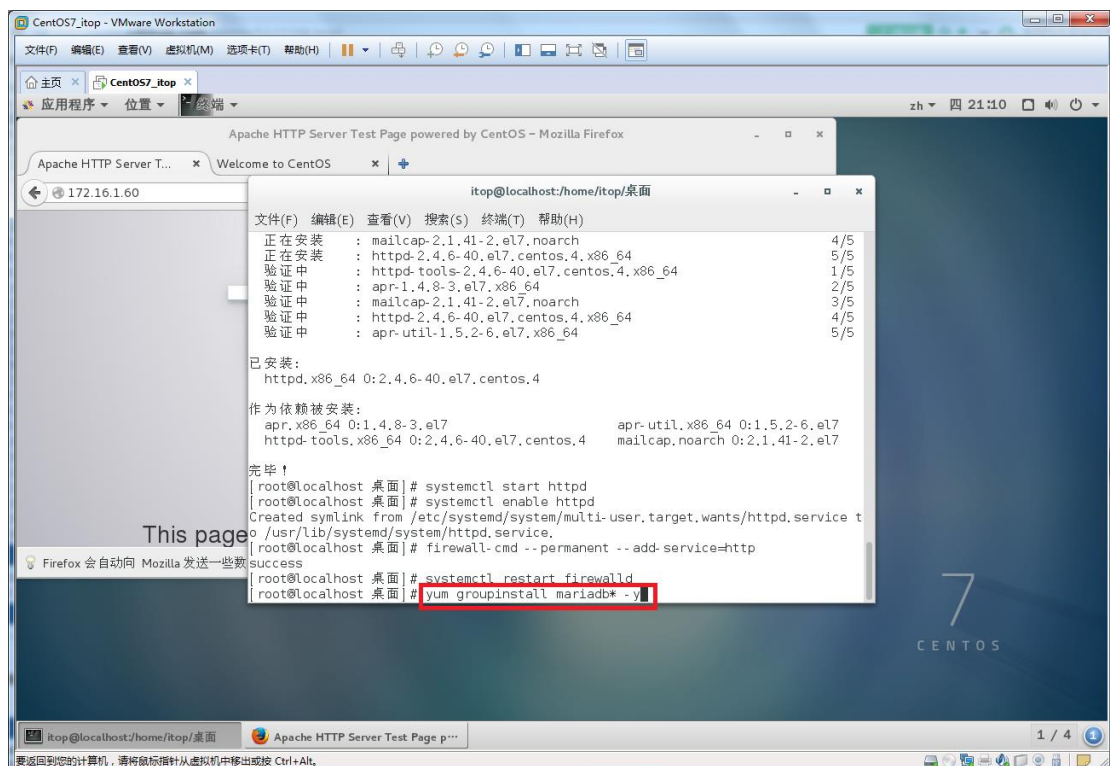 CentOS7_itop - VMware Workstation
文件(F) 编辑(E) 查看(V) 虚拟机(M) 选项卡(T) 帮助(H)
主页 × CentOS7_itop ×
应用程序 位置 终端 zh 四 21:10
Apache HTTP Server Test Page powered by CentOS – Mozilla Firefox
Apache HTTP Server T... × Welcome to CentOS ×
172.16.1.60
itop@localhost:/home/itop/桌面
文件(F) 编辑(E) 查看(V) 搜索(S) 终端(T) 帮助(H)
正在安装 : mailcap-2.1.41-2.el7.noarch 4/5
正在安装 : httpd-2.4.6-40.el7.centos.4.x86_64 5/5
验证中 : httpd-tools-2.4.6-40.el7.centos.4.x86_64 1/5
验证中 : apr-1.4.8-3.el7.x86_64 2/5
验证中 : mailcap-2.1.41-2.el7.noarch 3/5
验证中 : httpd-2.4.6-40.el7.centos.4.x86_64 4/5
验证中 : apr-util-1.5.2-6.el7.x86_64 5/5
已安装:
httpd.x86_64 0:2.4.6-40.el7.centos.4
作为依赖被安装:
apr.x86_64 0:1.4.8-3.el7 apr-util.x86_64 0:1.5.2-6.el7
httpd-tools.x86_64 0:2.4.6-40.el7.centos.4 mailcap.noarch 0:2.1.41-2.el7
完毕！
[root@localhost 桌面]# systemctl start httpd
[root@localhost 桌面]# systemctl enable httpd
Created symlink from /etc/systemd/system/multi-user.target.wants/httpd.service t
o /usr/lib/systemd/system/httpd.service.
[root@localhost 桌面]# firewall-cmd --permanent --add-service=http
success
[root@localhost 桌面]# systemctl restart firewalld
[root@localhost 桌面]# yum groupinstall mariadb* -y
This page
Firefox 会自动向 Mozilla 发送一些数
7
CENTOS
itop@localhost:/home/itop/桌面 Apache HTTP Server Test Page p… 1 / 4 1
要返回到您的计算机，请将鼠标指针从虚拟机中移出或按 Ctrl+Alt。